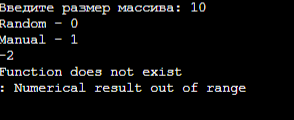 Введите размер массива: 10
Random - 0
Manual - 1
-2
Function does not exist
: Numerical result out of range